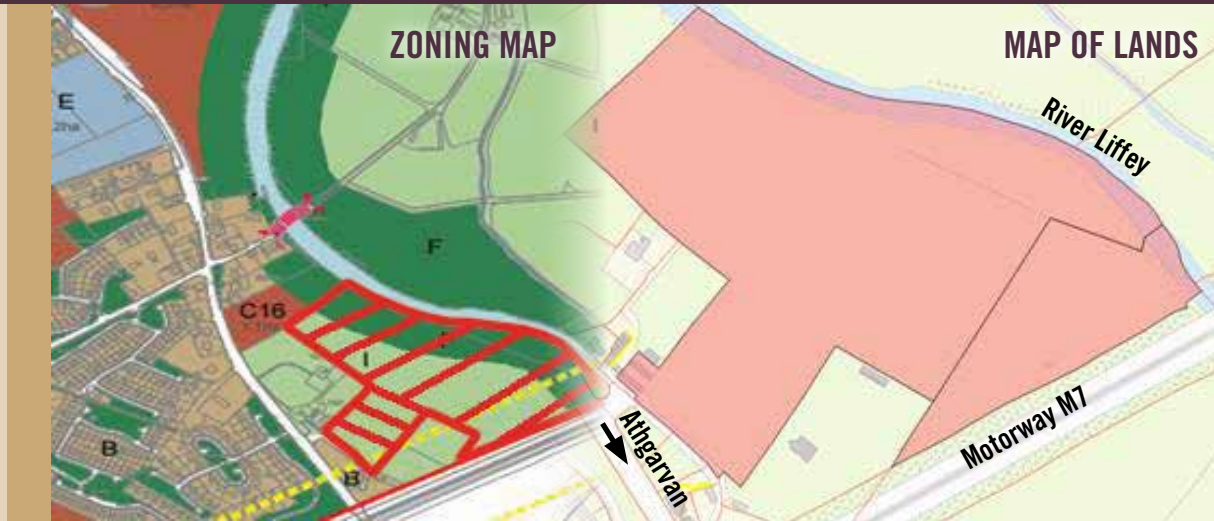 ZONING MAP
MAP OF LANDS
E
River Liffey
F
C16
I
I
B
B
Athgarvan
Motorway M7